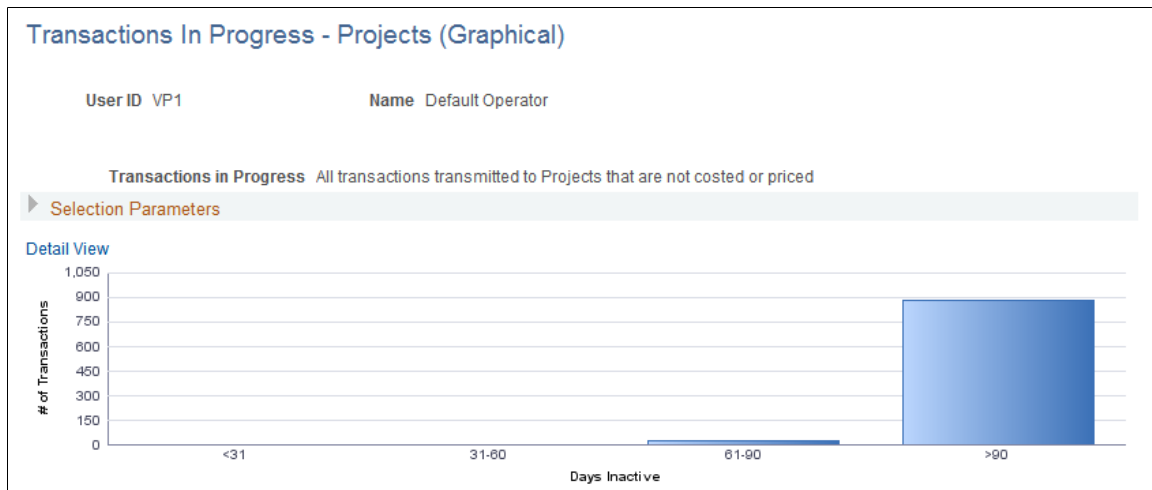 Transactions In Progress - Projects (Graphical)
User ID VP1 Name Default Operator
Transactions in Progress All transactions transmitted to Projects that are not costed or priced
Selection Parameters
Detail View
# of Transactions
1,050
900
750
600
450
300
150
0
<31 31-60 61-90 >90
Days Inactive